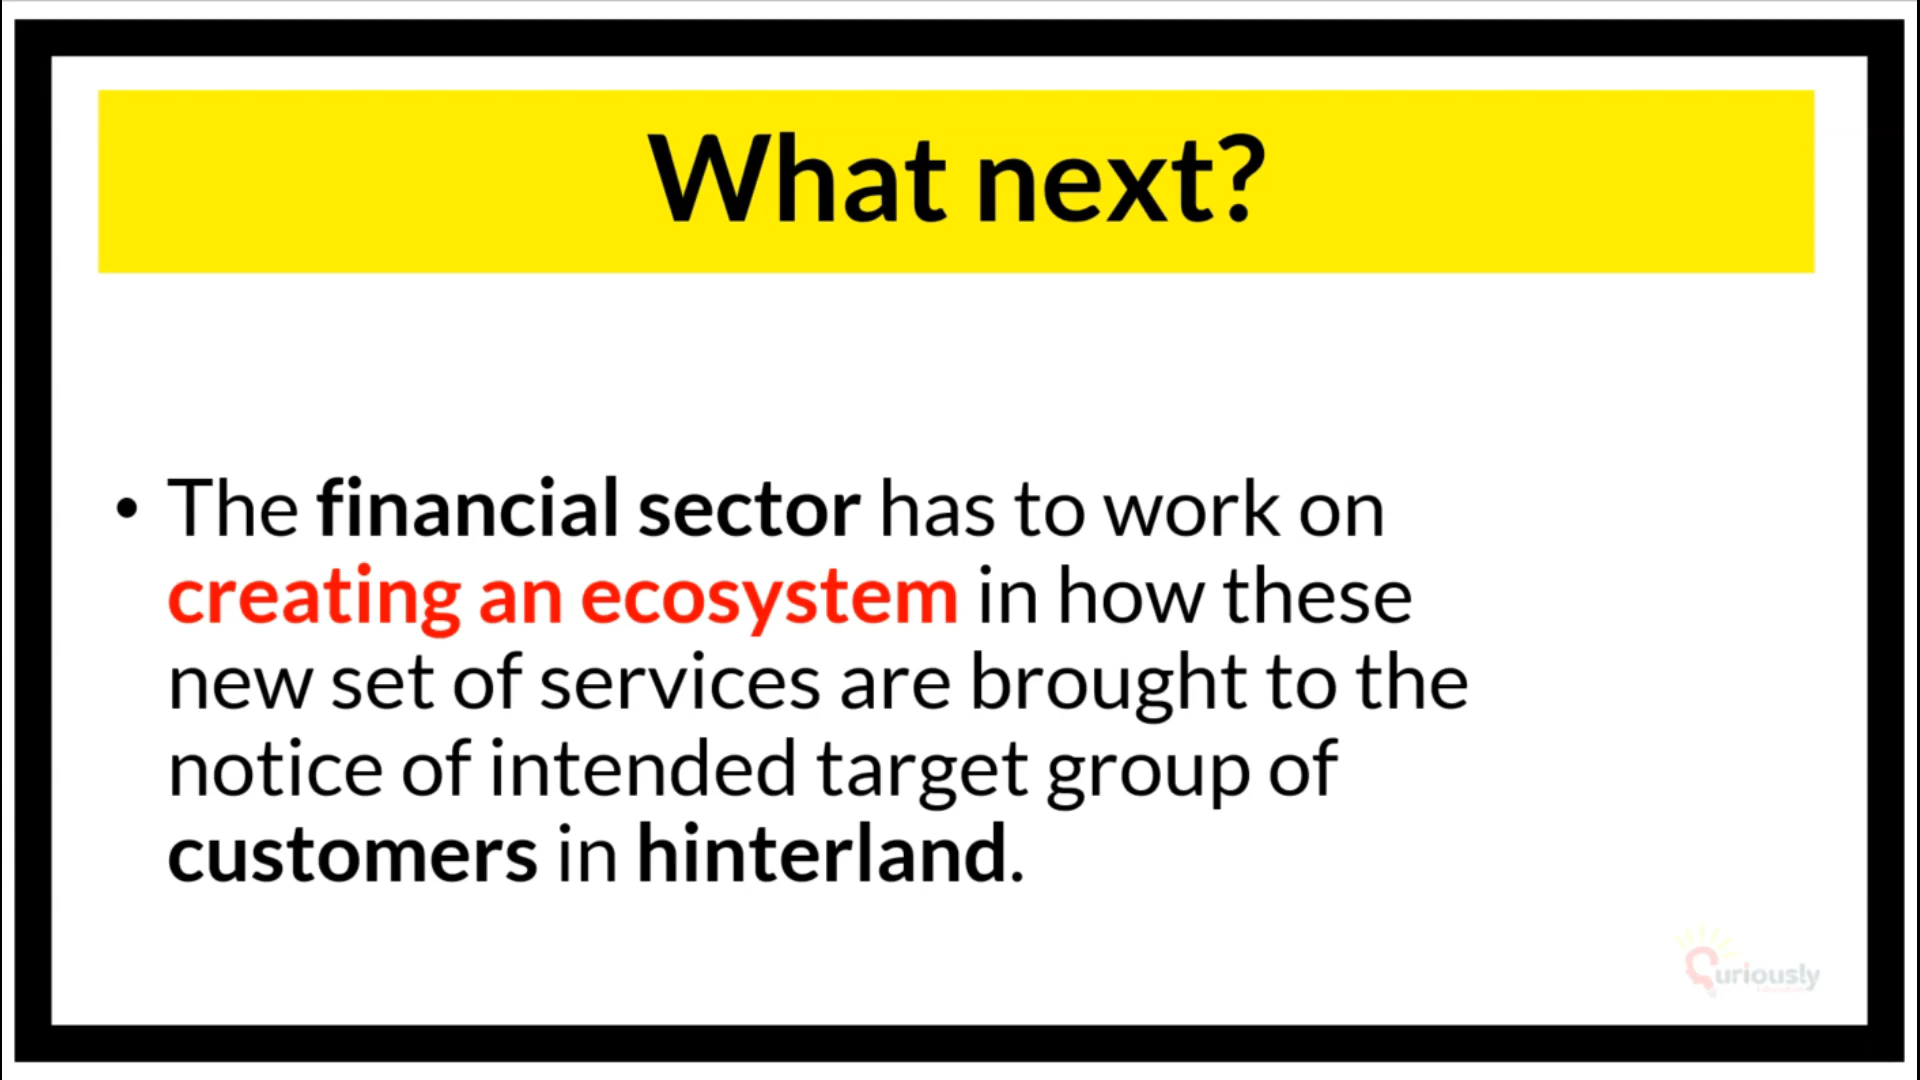 What next?
• The financial sector has to work on
creating an ecosystem in how these
new set of services are brought to the
notice of intended target group of
customers in hinterland.
uriously